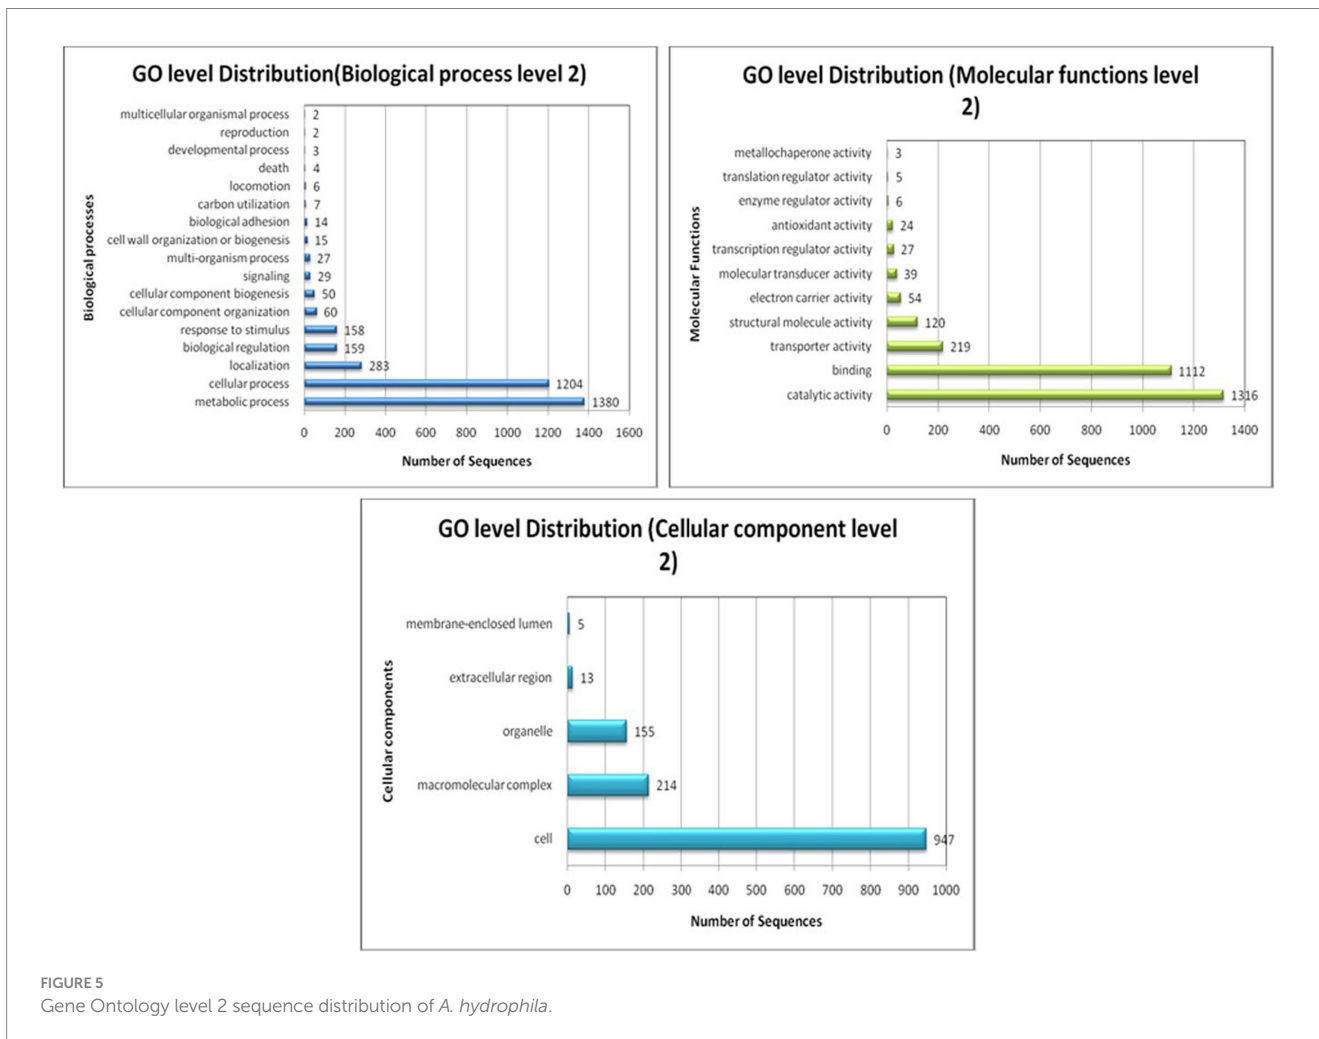 GO level Distribution(Biological process level 2)
Biological processes
multicellular organismal process 2
reproduction 2
developmental process 3
death 4
locomotion 6
carbon utilization 7
biological adhesion 14
cell wall organization or biogenesis 15
multi-organism process 27
signaling 29
cellular component biogenesis 50
cellular component organization 60
response to stimulus 158
biological regulation 159
localization 283
cellular process 1204
metabolic process 1380
0 200 400 600 800 1000 1200 1400 1600
Number of Sequences
GO level Distribution (Molecular functions level
2)
Molecular Functions
metallochaperone activity 3
translation regulator activity 5
enzyme regulator activity 6
antioxidant activity 24
transcription regulator activity 27
molecular transducer activity 39
electron carrier activity 54
structural molecule activity 120
transporter activity 219
binding 1112
catalytic activity 1316
0 200 400 600 800 1000 1200 1400
Number of Sequences
GO level Distribution (Cellular component level
2)
Cellular components
membrane-enclosed lumen 5
extracellular region 13
organelle 155
macromolecular complex 214
cell 947
0 100 200 300 400 500 600 700 800 900 1000
Number of Sequences
FIGURE 5
Gene Ontology level 2 sequence distribution of A. hydrophila.